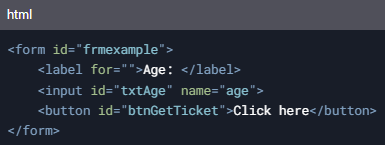 html
<form id="frmexample">
<label for="">Age: </label>
<input id="txtAge" name="age">
<button id="btnGetTicket">Click here</button>
</form>